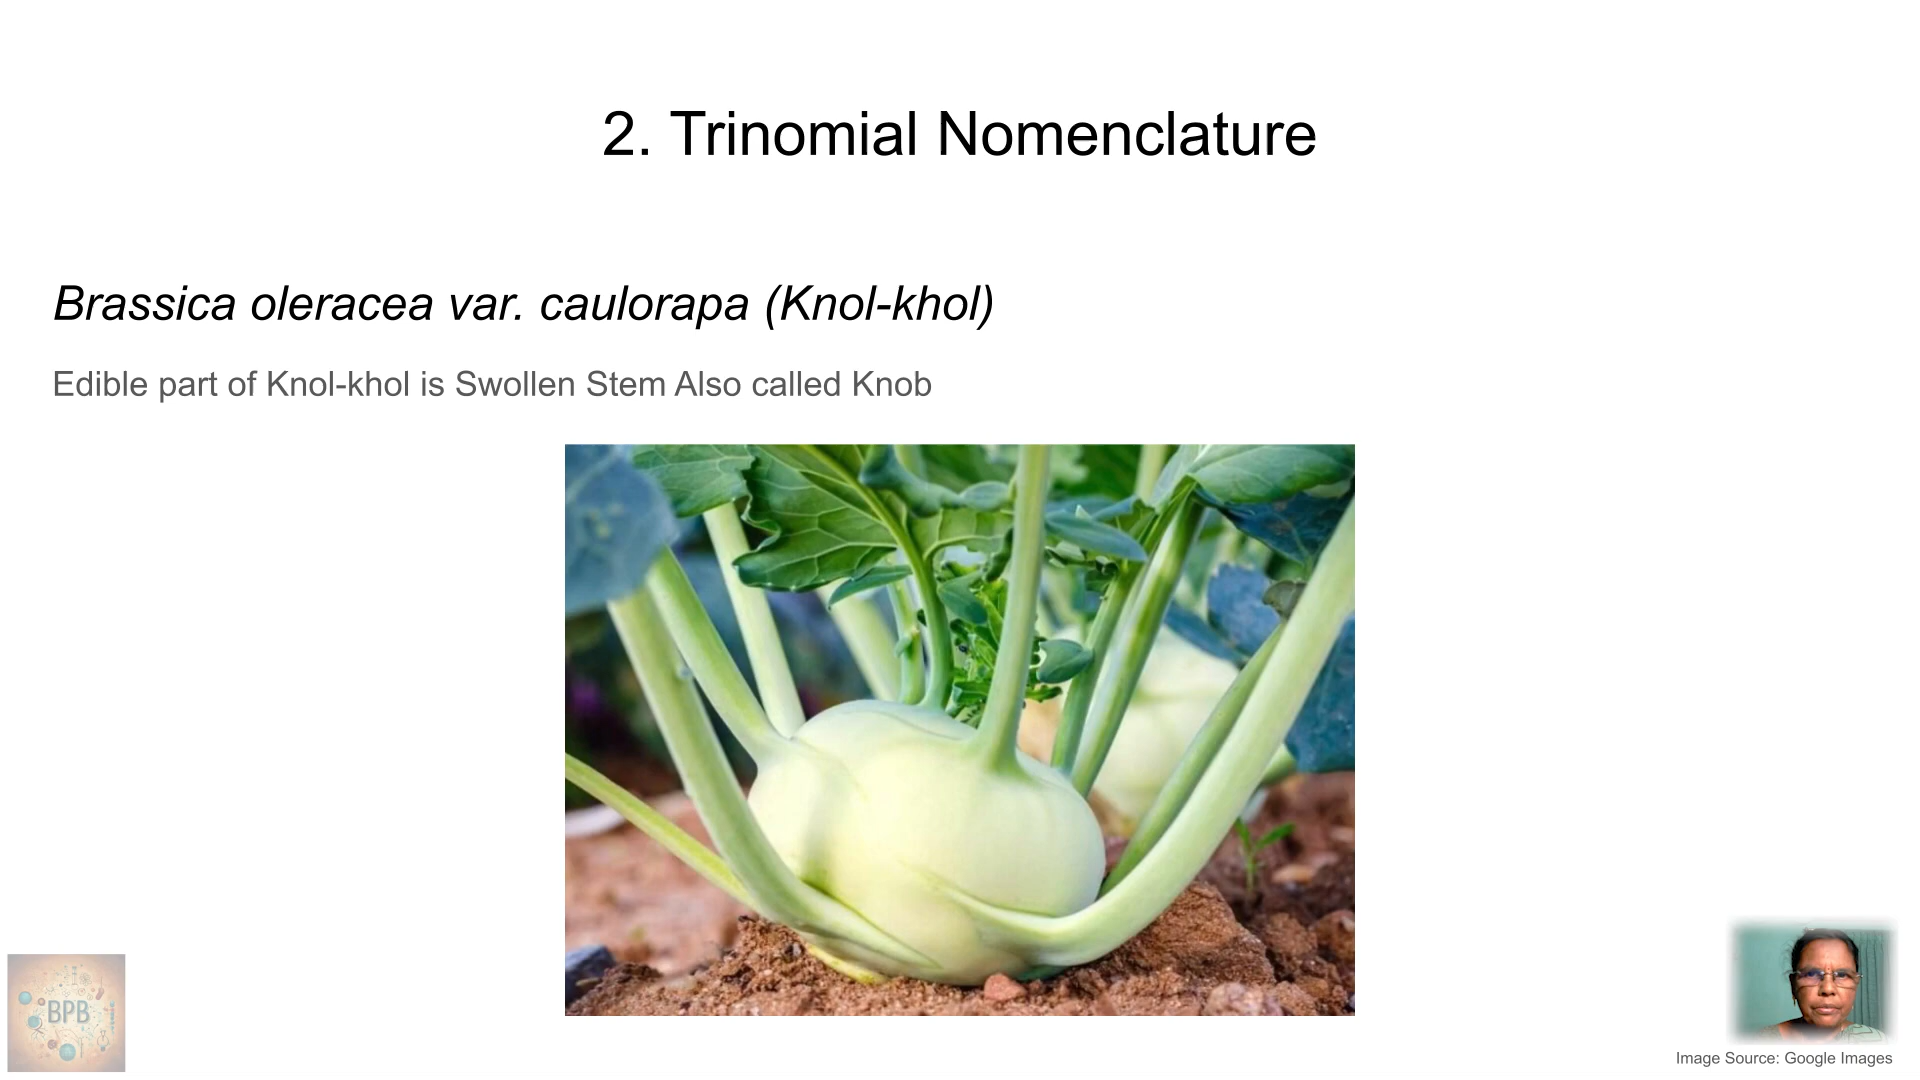 2. Trinomial Nomenclature
Brassica oleracea var. caulorapa (Knol-khol)
Edible part of Knol-khol is Swollen Stem Also called Knob
BPB
Image Source: Google Images